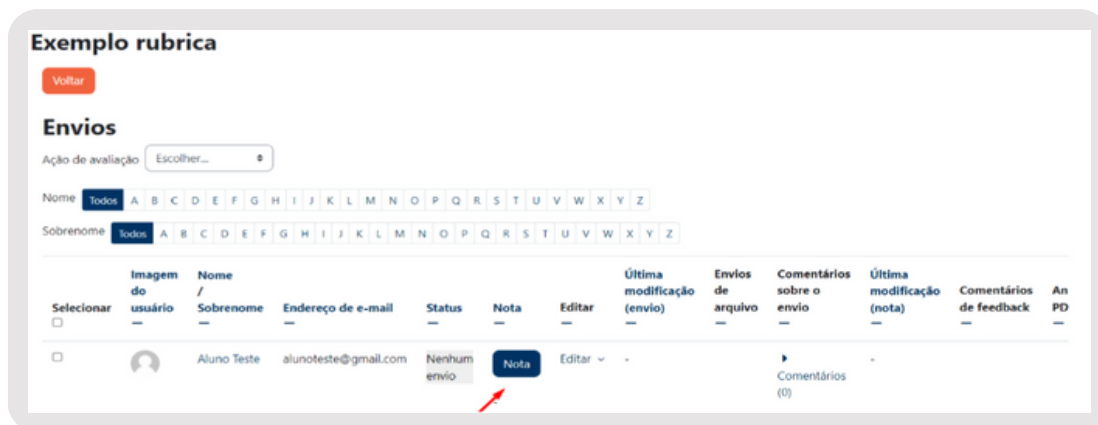 Exemplo rubrica
Voltar
Envios
Ação de avaliação Escolher...
Nome Todos A B C D E F G H I J K L M N O P Q R S T U V W X Y Z
Sobrenome Todos A B C D E F G H I J K L M N O P Q R S T U V W X Y Z
Selecionar
Imagem
do
usuário
Nome
/
Sobrenome
Endereço de e-mail
Status
Nota
Editar
Última
modificação
(envio)
Envios
de
arquivo
Comentários
sobre o
envio
Última
modificação
(nota)
Comentários
de feedback
An
PD
Aluno Teste
alunoteste@gmail.com
Nenhum
envio
Nota
Editar
-
Comentários
(0)
-